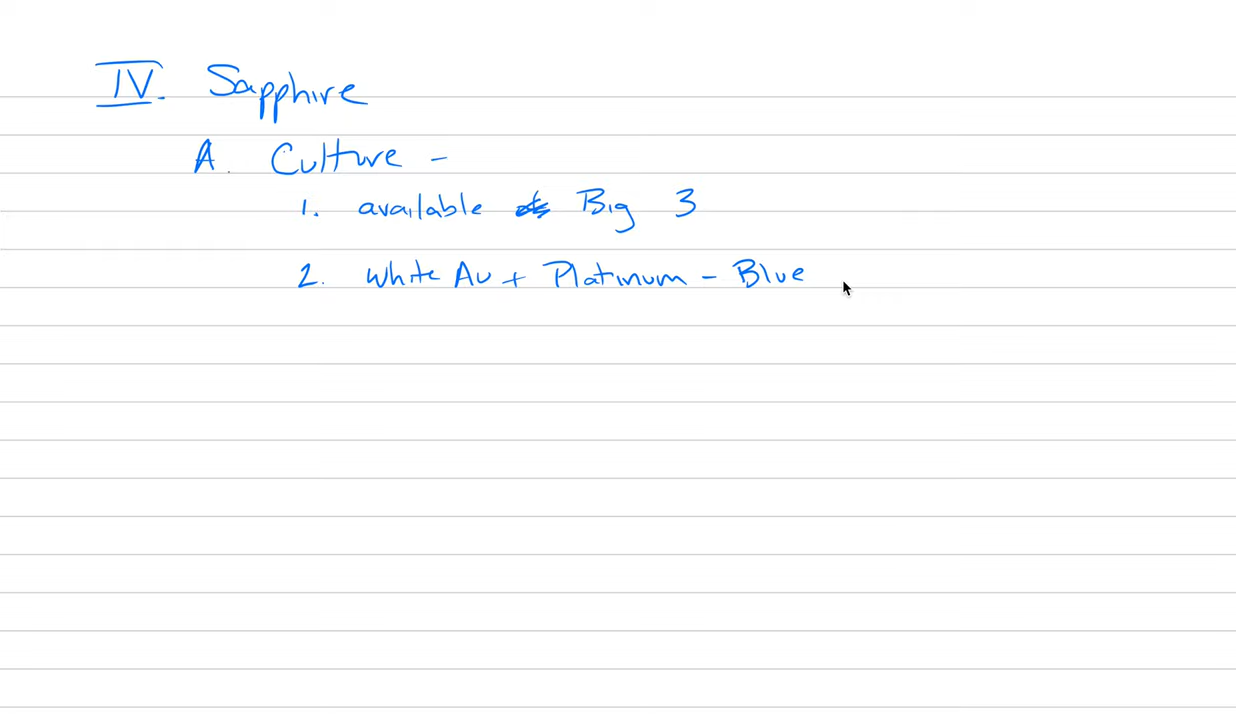 IV. Sapphire
A. Culture -
1. available Big 3
2. White Au + Platinum - Blue